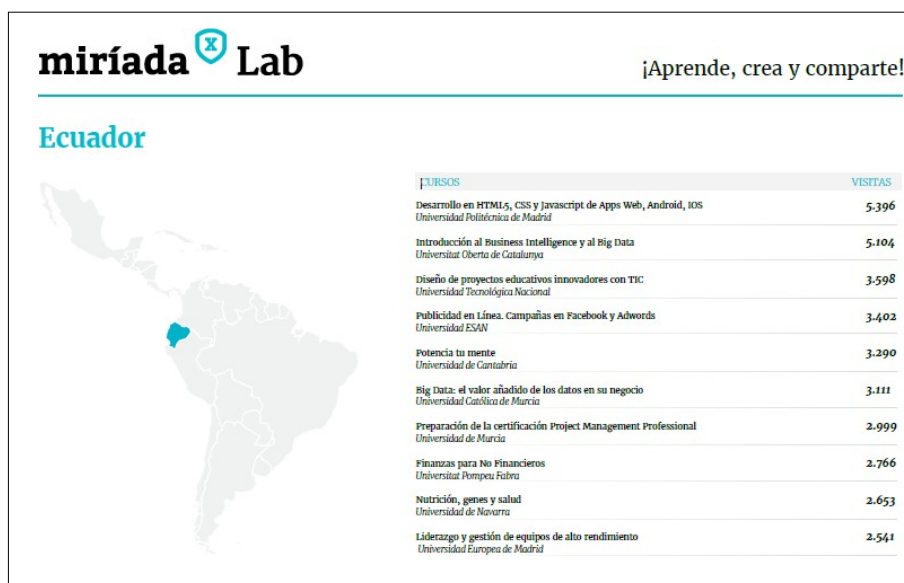 miríada X Lab
¡Aprende, crea y comparte!
Ecuador
CURSOS VISITAS
Desarrollo en HTML5, CSS y Javascript de Apps Web, Android, IOS 5.396
Universidad Politécnica de Madrid
Introducción al Business Intelligence y al Big Data 5.104
Universitat Oberta de Catalunya
Diseño de proyectos educativos innovadores con TIC 3.598
Universidad Tecnológica Nacional
Publicidad en Línea. Campañas en Facebook y Adwords 3.402
Universidad ESAN
Potencia tu mente 3.290
Universidad de Cantabria
Big Data: el valor añadido de los datos en su negocio 3.111
Universidad Católica de Murcia
Preparación de la certificación Project Management Professional 2.999
Universidad de Murcia
Finanzas para No Financieros 2.766
Universitat Pompeu Fabra
Nutrición, genes y salud 2.653
Universidad de Navarra
Liderazgo y gestión de equipos de alto rendimiento 2.541
Universidad Europea de Madrid